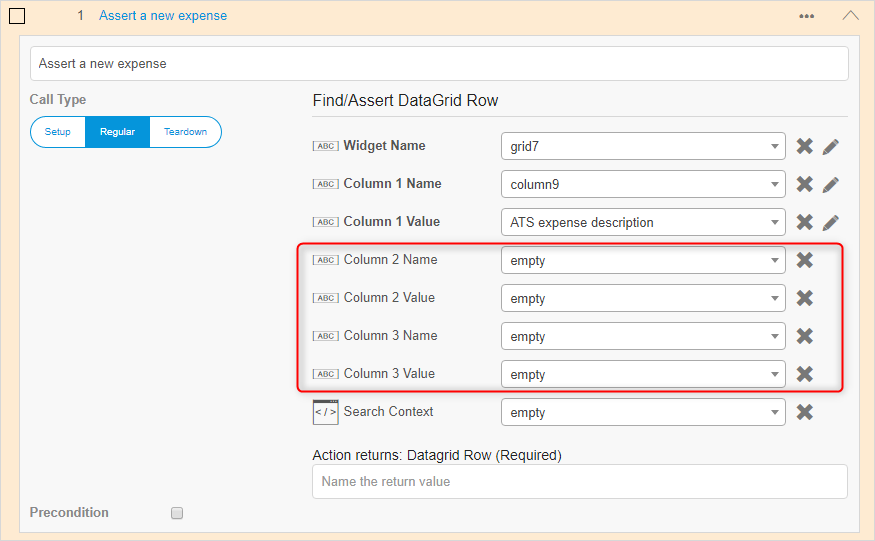 1 Assert a new expense
Assert a new expense
Call Type
Setup Regular Teardown
Find/Assert DataGrid Row
ABC Widget Name grid7
ABC Column 1 Name column9
ABC Column 1 Value ATS expense description
ABC Column 2 Name empty
ABC Column 2 Value empty
ABC Column 3 Name empty
ABC Column 3 Value empty
</> Search Context empty
Action returns: Datagrid Row (Required)
Name the return value
Precondition